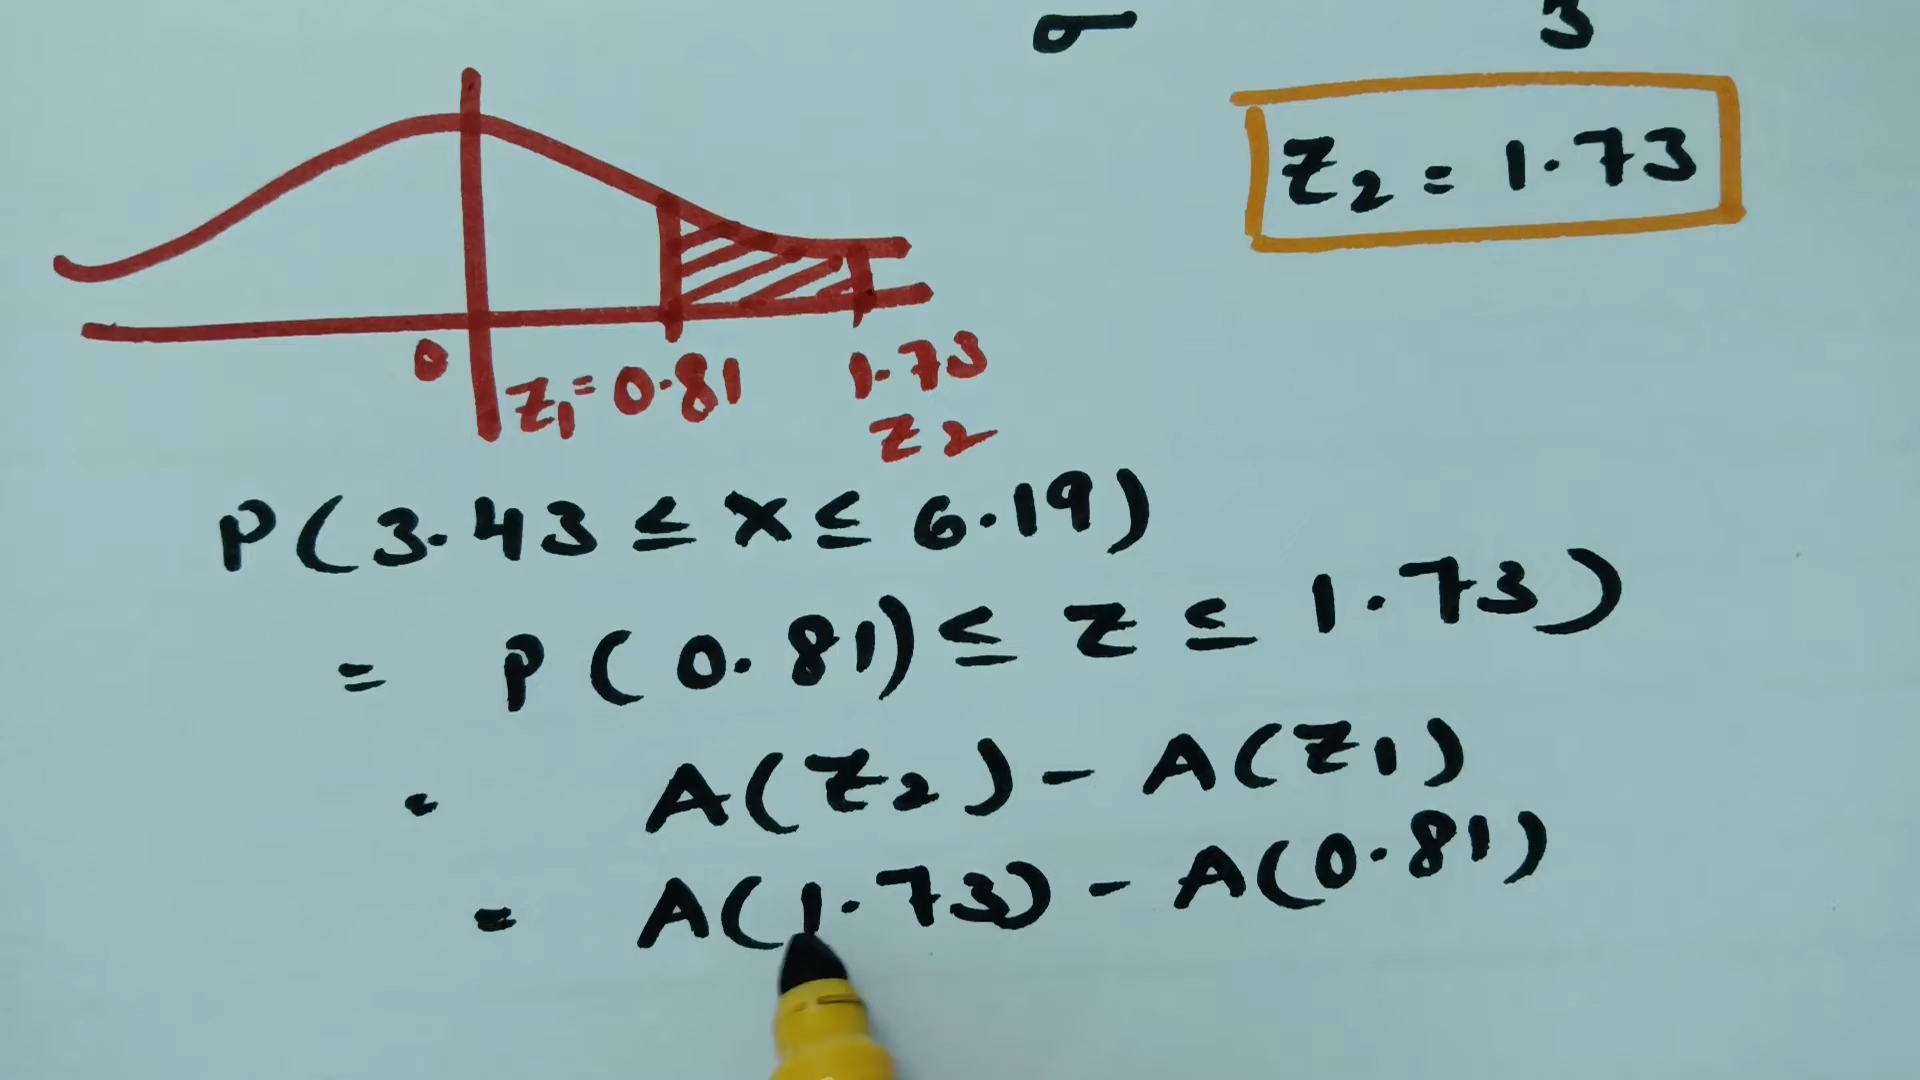 σ 3
Z2 = 1.73
0 Z1 = 0.81 1.73
Z2
P(3.43 ≤ x ≤ 6.19)
= P(0.81) ≤ Z ≤ 1.73)
= A(Z2) - A(Z1)
= A(1.73) - A(0.81)